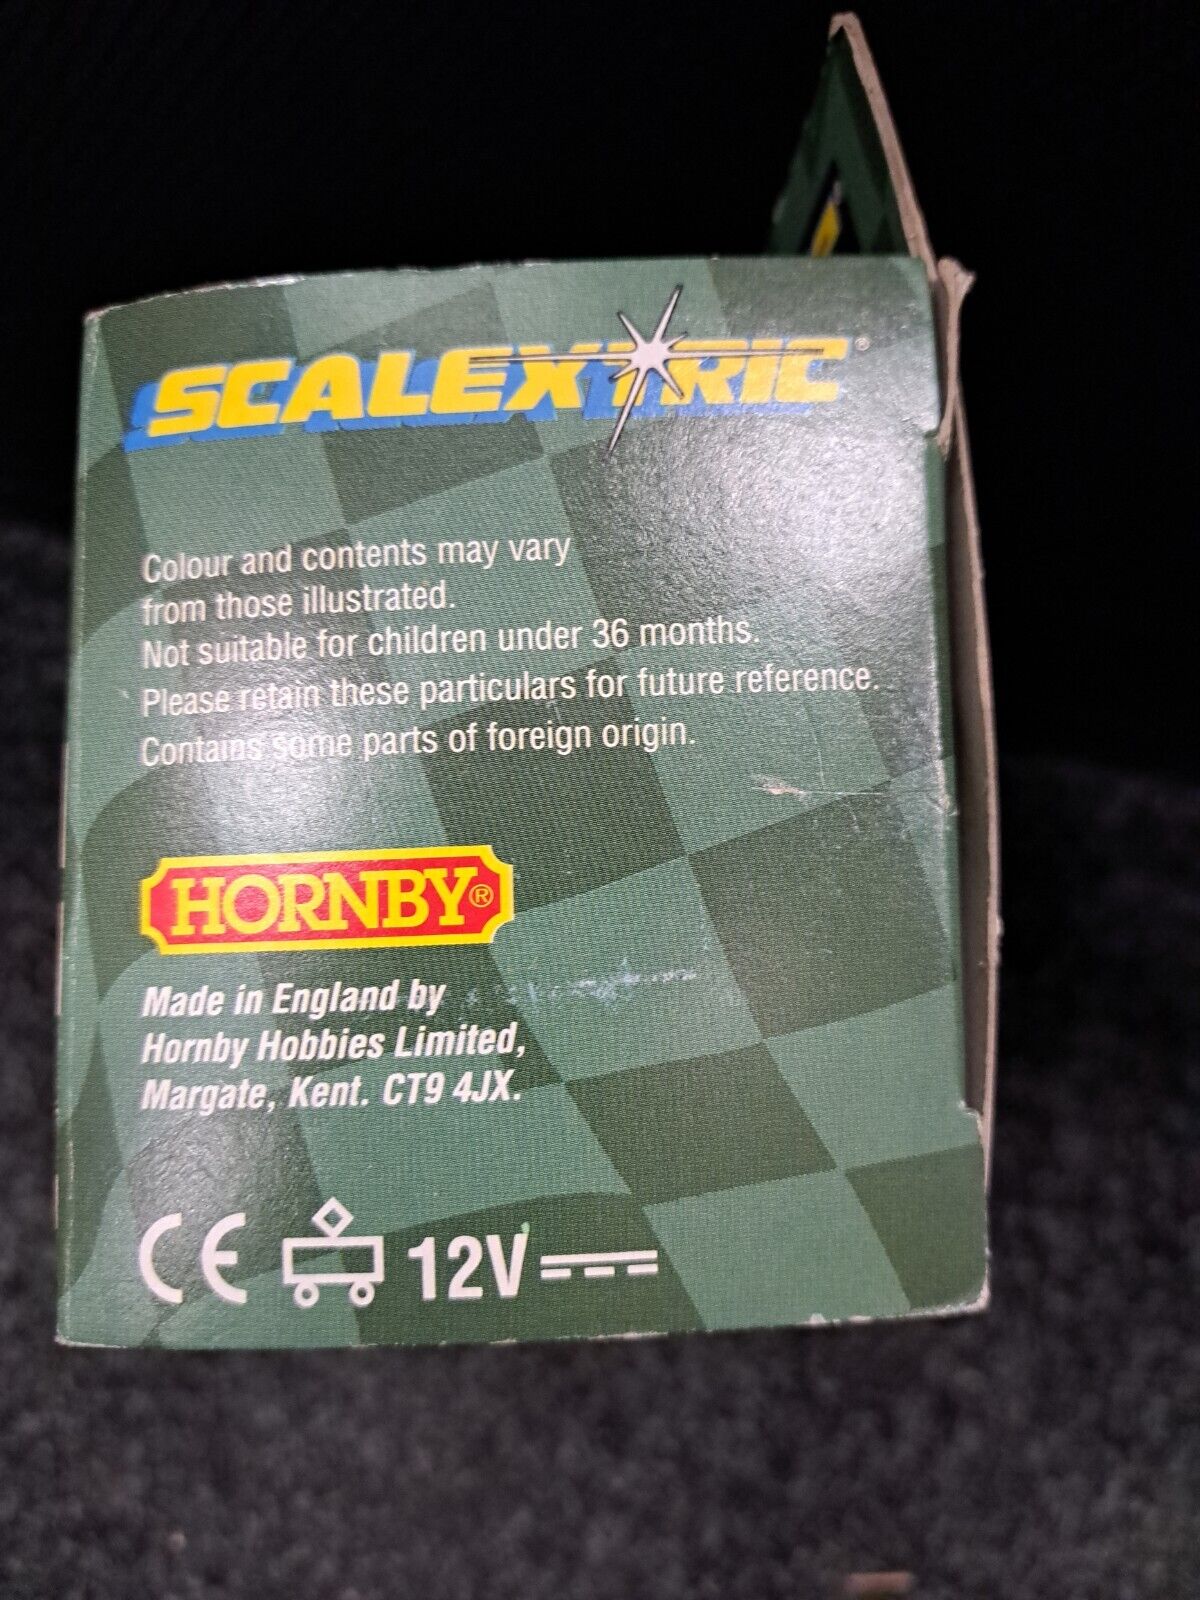 SCALEXTRIC®
Colour and contents may vary
from those illustrated.
Not suitable for children under 36 months.
Please retain these particulars for future reference.
Contains some parts of foreign origin.
HORNBY®
Made in England by
Hornby Hobbies Limited,
Margate, Kent. CT9 4JX.
CE 12V